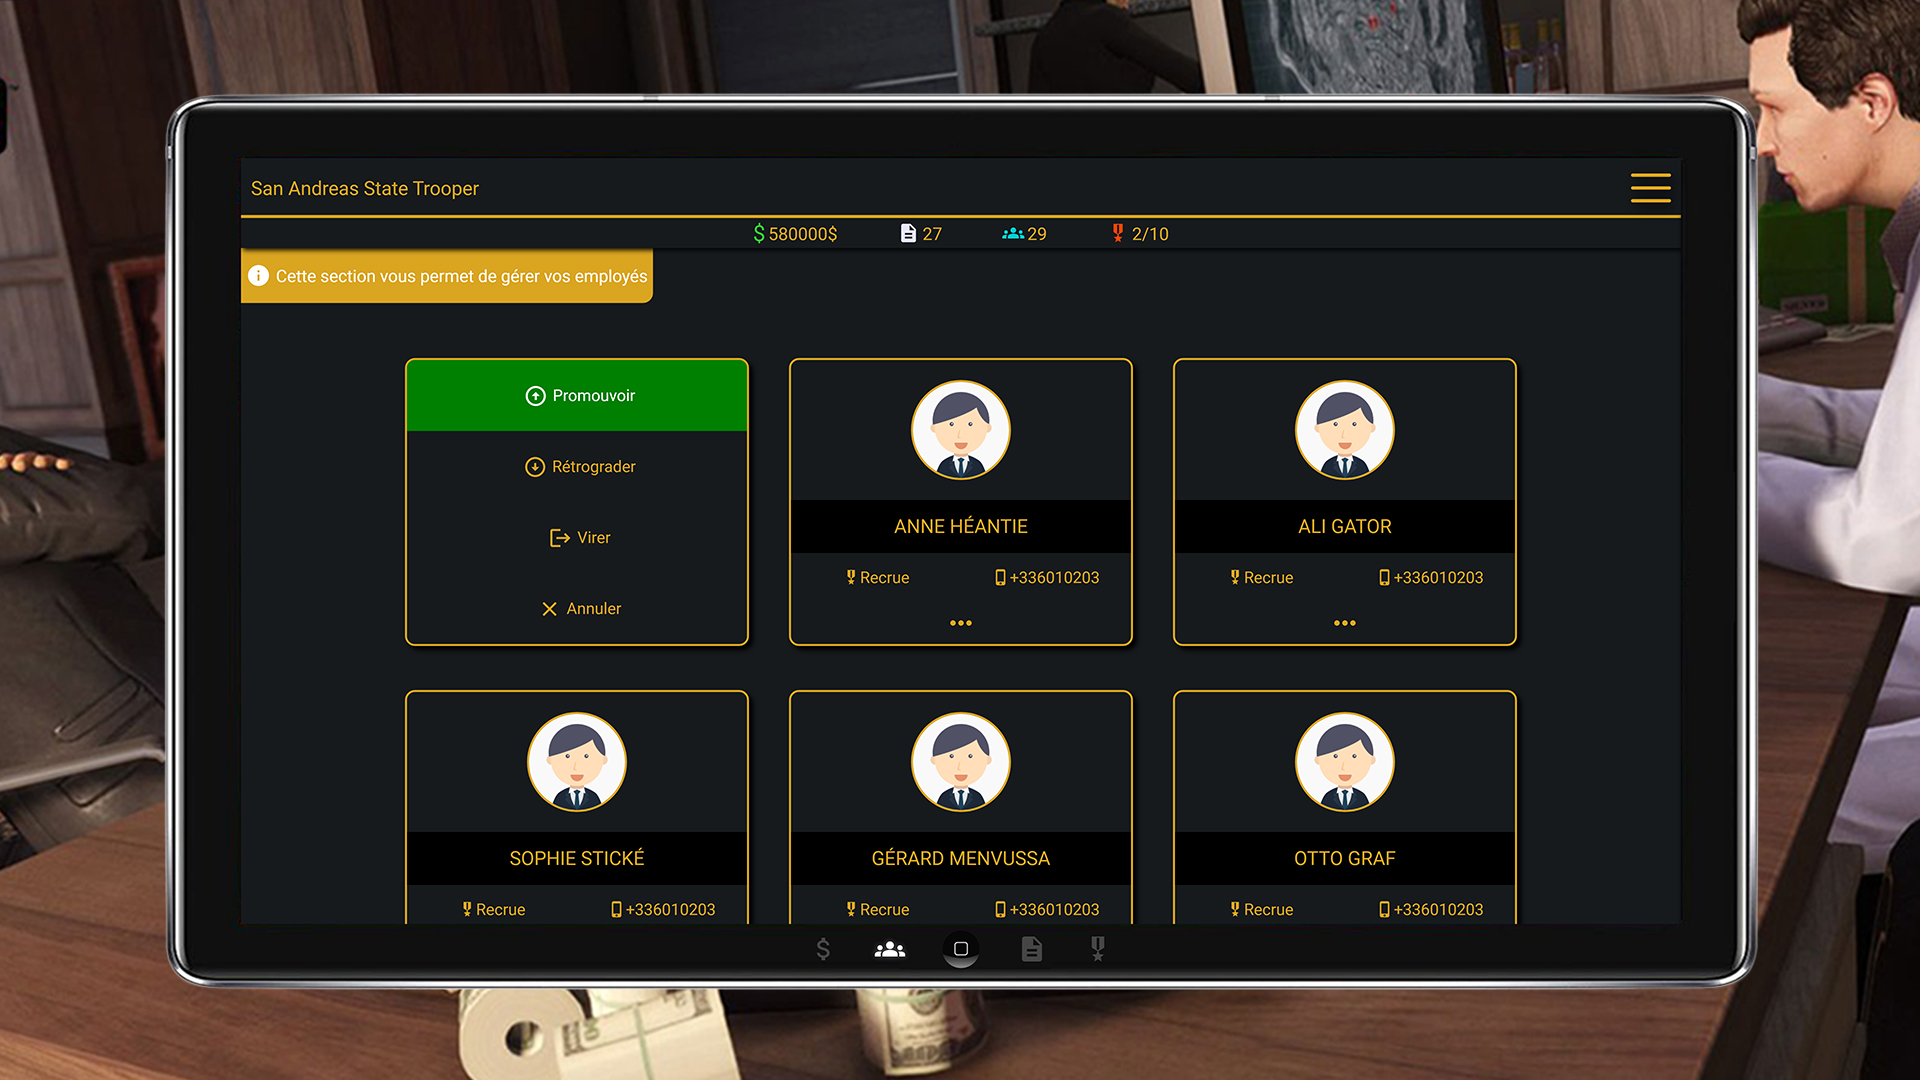 San Andreas State Trooper
580000$ 27 29 2/10
Cette section vous permet de gérer vos employés
Promouvoir
Rétrograder
Virer
Annuler
ANNE HÉANTIE
Recrue +336010203
ALI GATOR
Recrue +336010203
SOPHIE STICKÉ
Recrue +336010203
GÉRARD MENVUSSA
Recrue +336010203
OTTO GRAF
Recrue +336010203